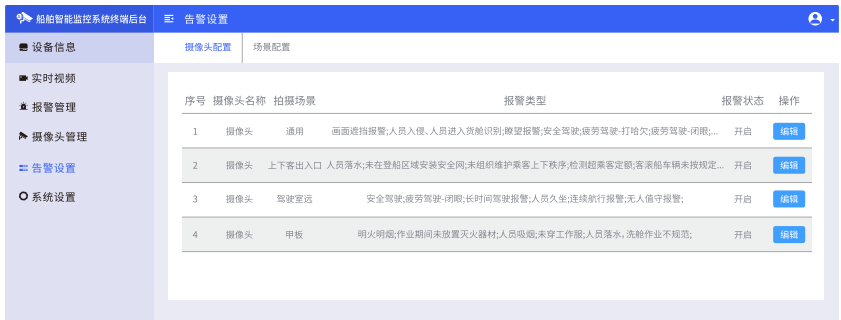 船舶智能监控系统终端后台 告警设置
设备信息
实时视频
报警管理
摄像头管理
告警设置
系统设置
摄像头配置 场景配置
序号 摄像头名称 拍摄场景 报警类型 报警状态 操作
1 摄像头 通用 画面遮挡报警;人员入侵、人员进入货舱识别;瞭望报警;安全驾驶;疲劳驾驶-打哈欠;疲劳驾驶-闭眼;... 开启 编辑
2 摄像头 上下客出入口 人员落水;未在登船区域安装安全网;未组织维护乘客上下秩序;检测超乘客定额;客滚船车辆未按规定... 开启 编辑
3 摄像头 驾驶室远 安全驾驶;疲劳驾驶-闭眼;长时间驾驶报警;人员久坐;连续航行报警;无人值守报警; 开启 编辑
4 摄像头 甲板 明火明烟;作业期间未放置灭火器材;人员吸烟;未穿工作服;人员落水,洗舱作业不规范; 开启 编辑